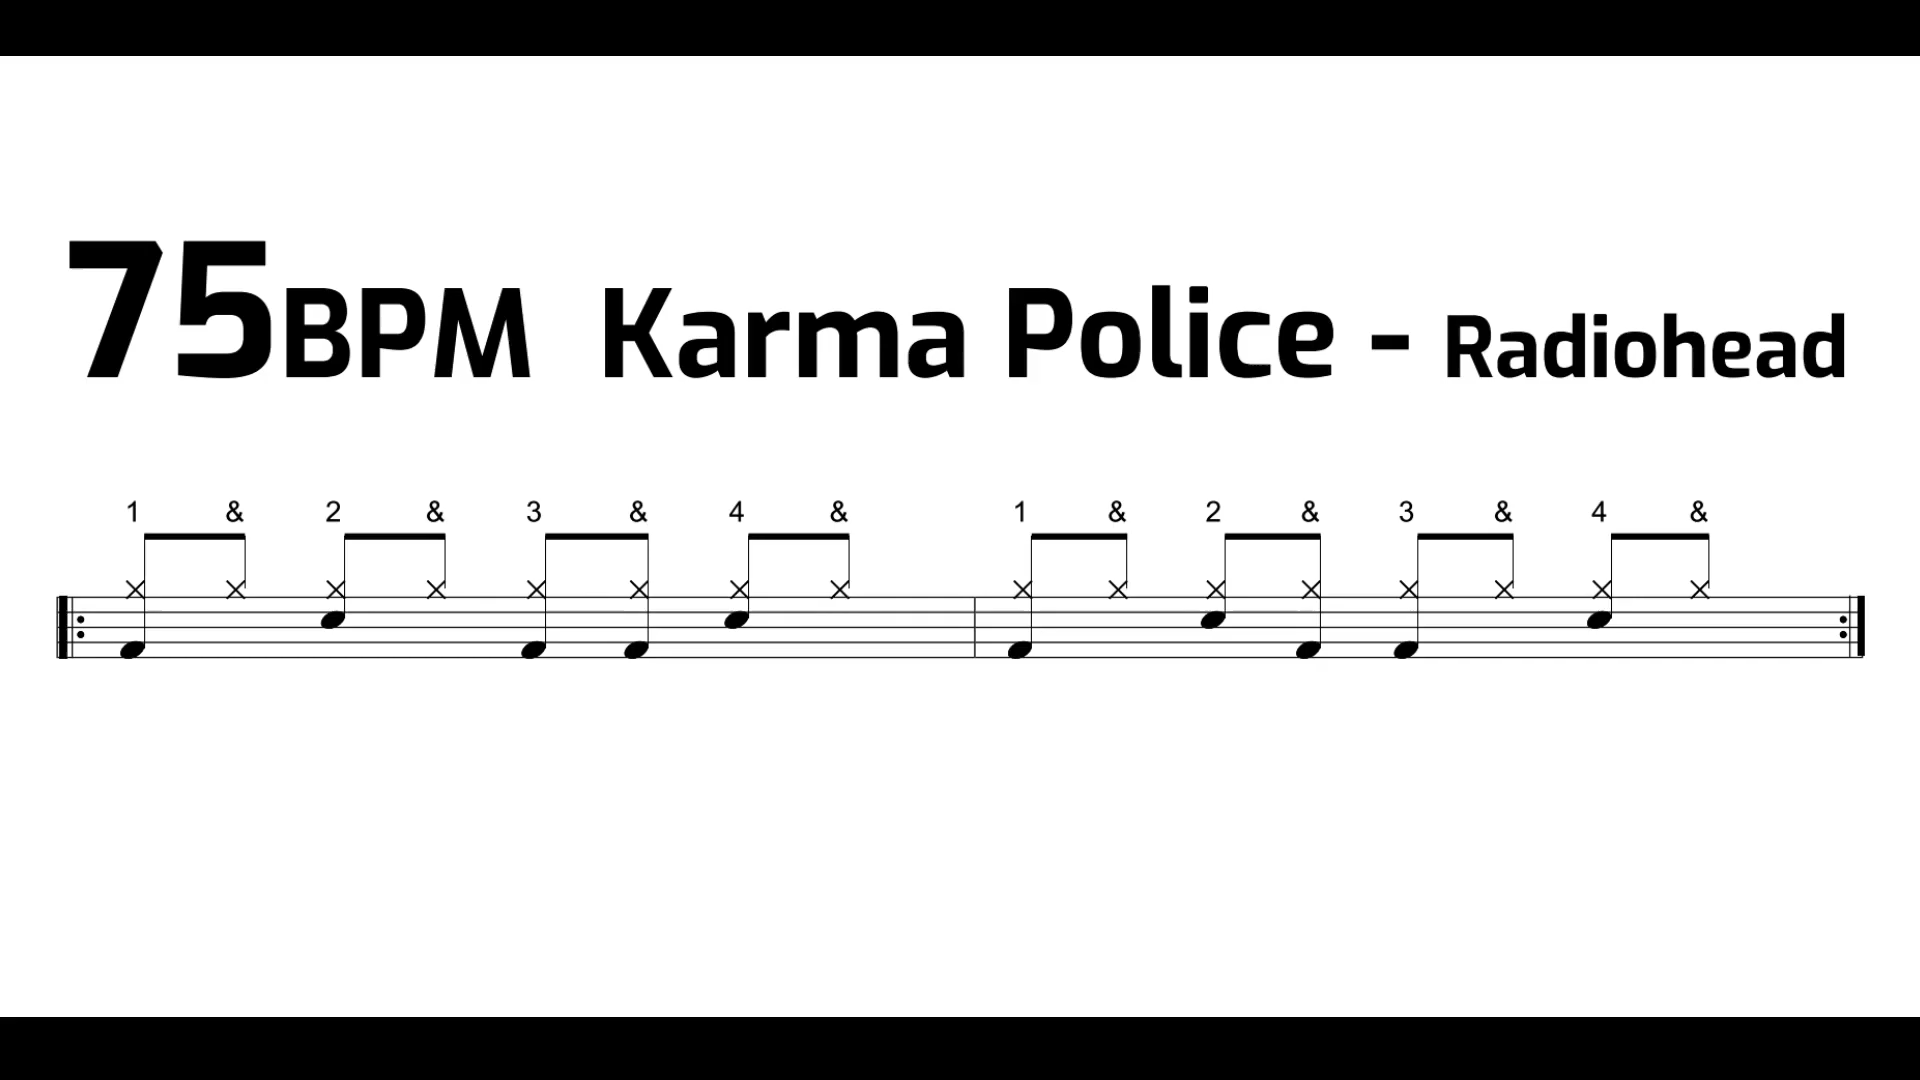 75BPM Karma Police - Radiohead
1 & 2 & 3 & 4 & 1 & 2 & 3 & 4 &